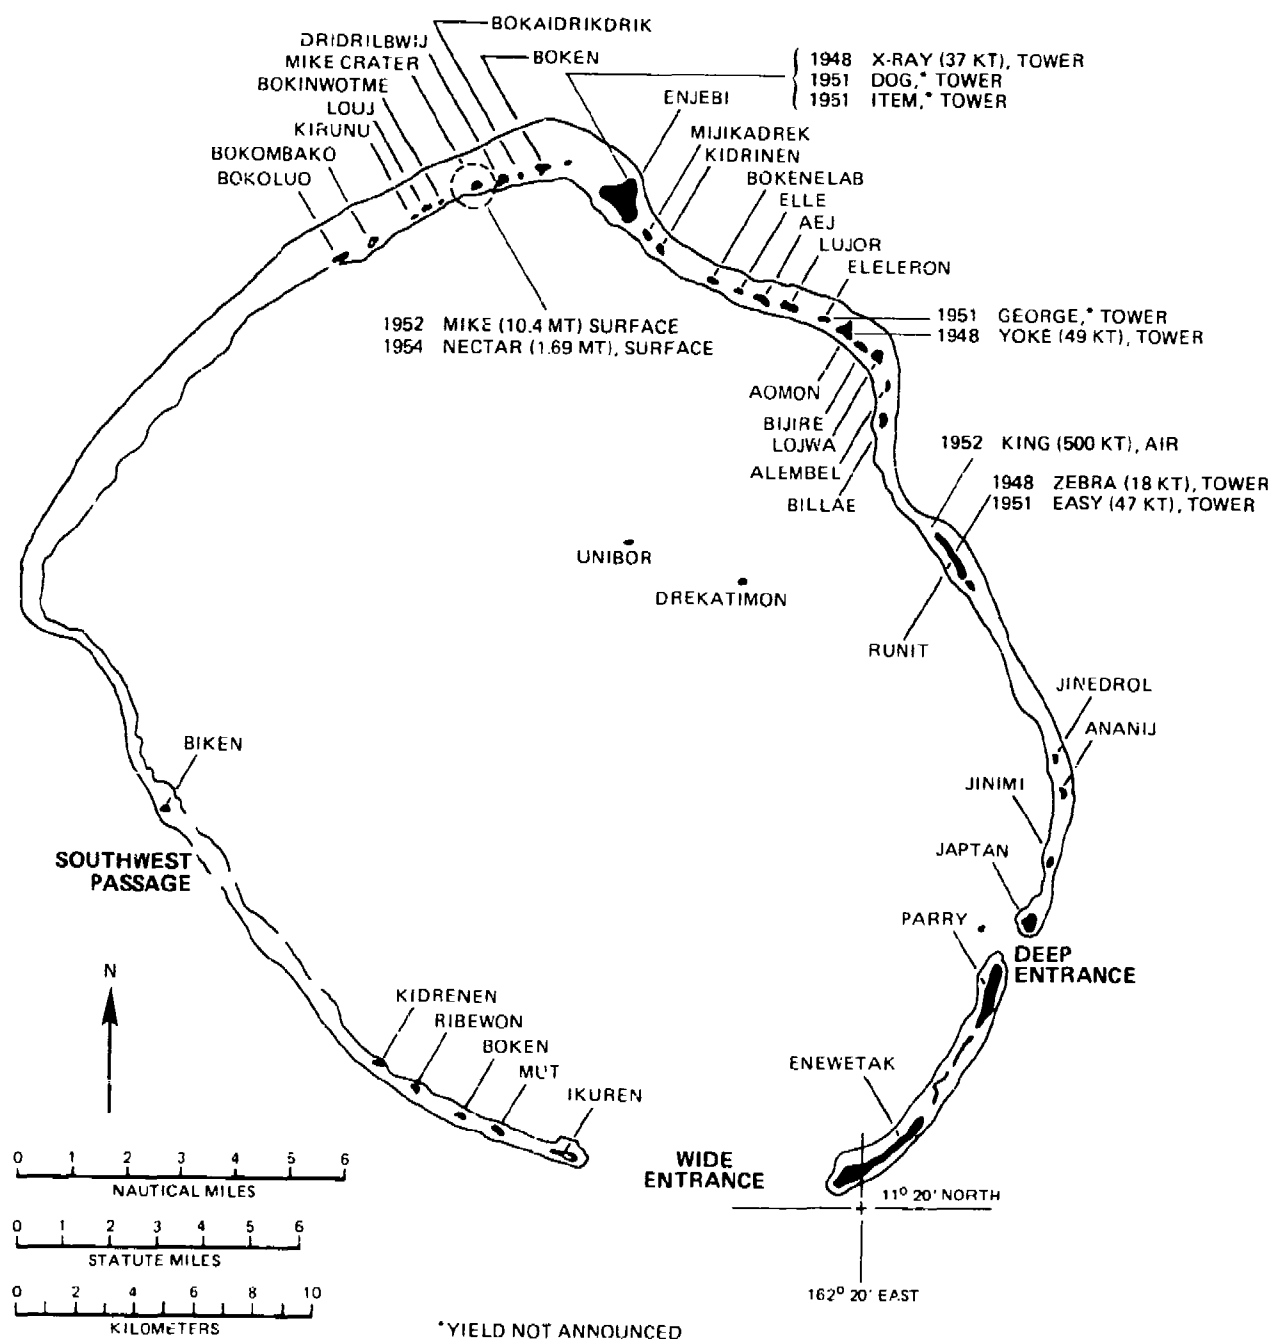 BOKAIDRIKDRIK
DRIDRILBWIJ
MIKE CRATER
BOKEN
BOKINWOTME
LOUJ
KIRUNU
BOKOMBAKO
BOKOLUO
1948 X-RAY (37 KT), TOWER
1951 DOG,* TOWER
1951 ITEM,* TOWER
ENJEBI
MIJIKADREK
KIDRINEN
BOKENELAB
ELLE
AEJ
LUJOR
ELELERON
1952 MIKE (10.4 MT) SURFACE
1954 NECTAR (1.69 MT), SURFACE
1951 GEORGE,* TOWER
1948 YOKE (49 KT), TOWER
AOMON
BIJIRE
LOJWA
ALEMBEL
BILLAE
1952 KING (500 KT), AIR
1948 ZEBRA (18 KT), TOWER
1951 EASY (47 KT), TOWER
UNIBOR
DREKATIMON
RUNIT
JINEDROL
ANANIJ
BIKEN
JINIMI
SOUTHWEST
PASSAGE
JAPTAN
PARRY
DEEP
ENTRANCE
N
KIDRENEN
RIBEWON
BOKEN
MUT
IKUREN
ENEWETAK
WIDE
ENTRANCE
11° 20' NORTH
162° 20' EAST
0 1 2 3 4 5 6
NAUTICAL MILES
0 1 2 3 4 5 6
STATUTE MILES
0 2 4 6 8 10
KILOMETERS
*YIELD NOT ANNOUNCED